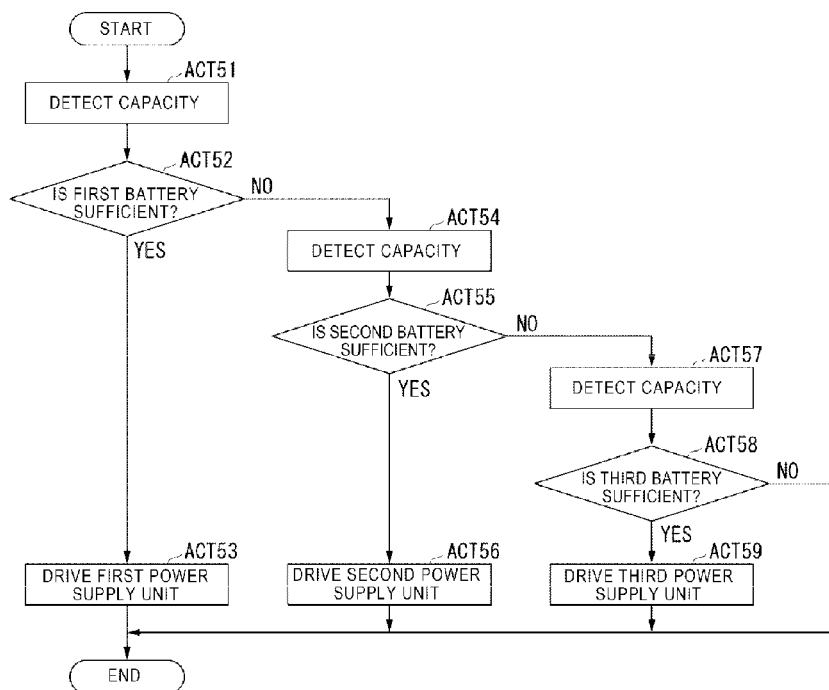 START
ACT51
DETECT CAPACITY
ACT52
IS FIRST BATTERY
SUFFICIENT?
NO
YES
ACT54
DETECT CAPACITY
ACT55
IS SECOND BATTERY
SUFFICIENT?
NO
YES
ACT57
DETECT CAPACITY
ACT58
IS THIRD BATTERY
SUFFICIENT?
NO
YES
ACT53
DRIVE FIRST POWER
SUPPLY UNIT
ACT56
DRIVE SECOND POWER
SUPPLY UNIT
ACT59
DRIVE THIRD POWER
SUPPLY UNIT
END